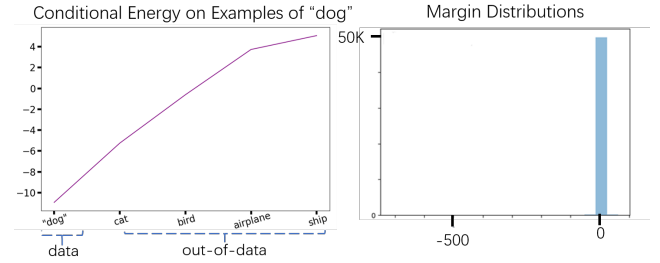 Conditional Energy on Examples of "dog"
4
2
0
−2
−4
−6
−8
−10
"dog"
cat
bird
airplane
ship
data
out-of-data
Margin Distributions
50K
0
-500
0